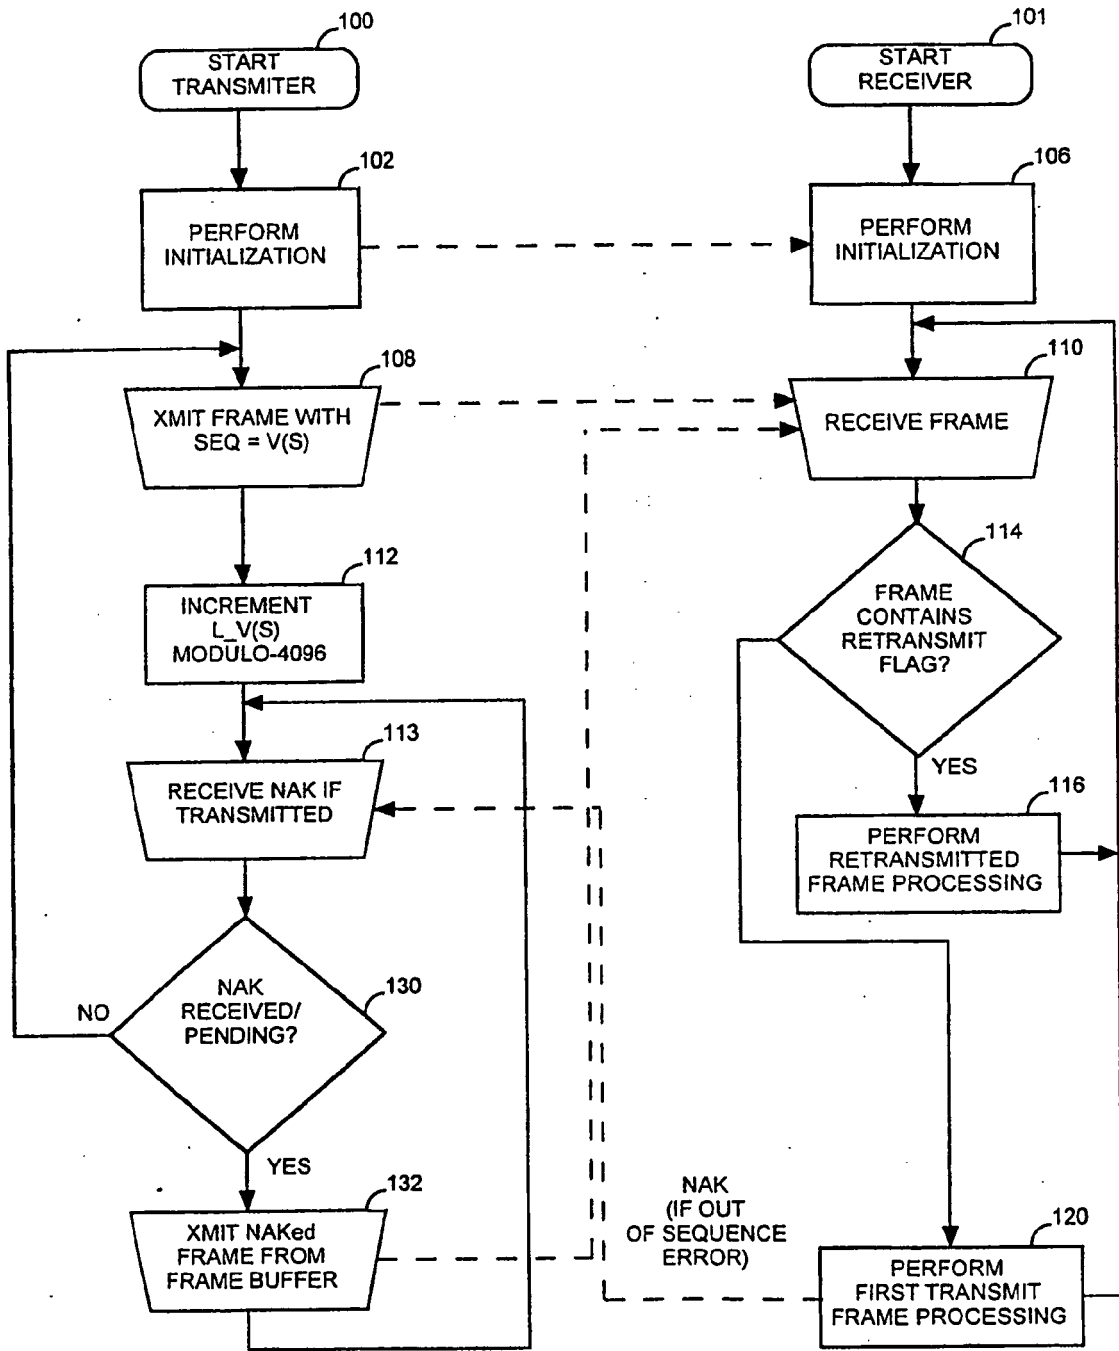 100
START
TRANSMITER
102
PERFORM
INITIALIZATION
108
XMIT FRAME WITH
SEQ = V(S)
112
INCREMENT
L_V(S)
MODULO-4096
113
RECEIVE NAK IF
TRANSMITTED
NAK
RECEIVED/
PENDING?
130
NO
YES
132
XMIT NAKed
FRAME FROM
FRAME BUFFER
101
START
RECEIVER
106
PERFORM
INITIALIZATION
110
RECEIVE FRAME
114
FRAME
CONTAINS
RETRANSMIT
FLAG?
YES
116
PERFORM
RETRANSMITTED
FRAME PROCESSING
NAK
(IF OUT
OF SEQUENCE
ERROR)
120
PERFORM
FIRST TRANSMIT
FRAME PROCESSING